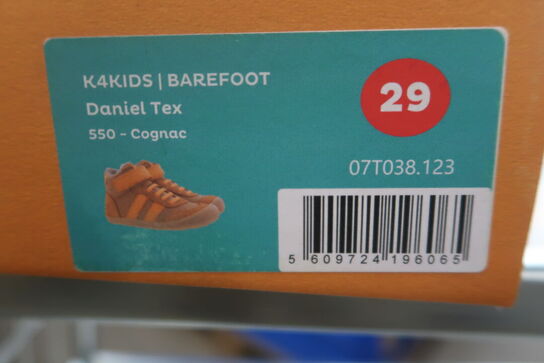 K4KIDS | BAREFOOT
Daniel Tex
550 - Cognac
29
07T038.123
5 609724 196065